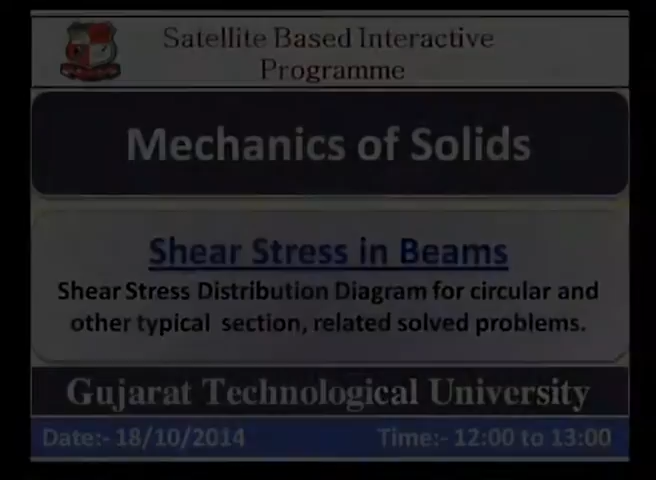 Satellite Based Interactive
Programme
Mechanics of Solids
Shear Stress in Beams
Shear Stress Distribution Diagram for circular and
other typical section, related solved problems.
Gujarat Technological University
Date:- 18/10/2014 Time:- 12:00 to 13:00